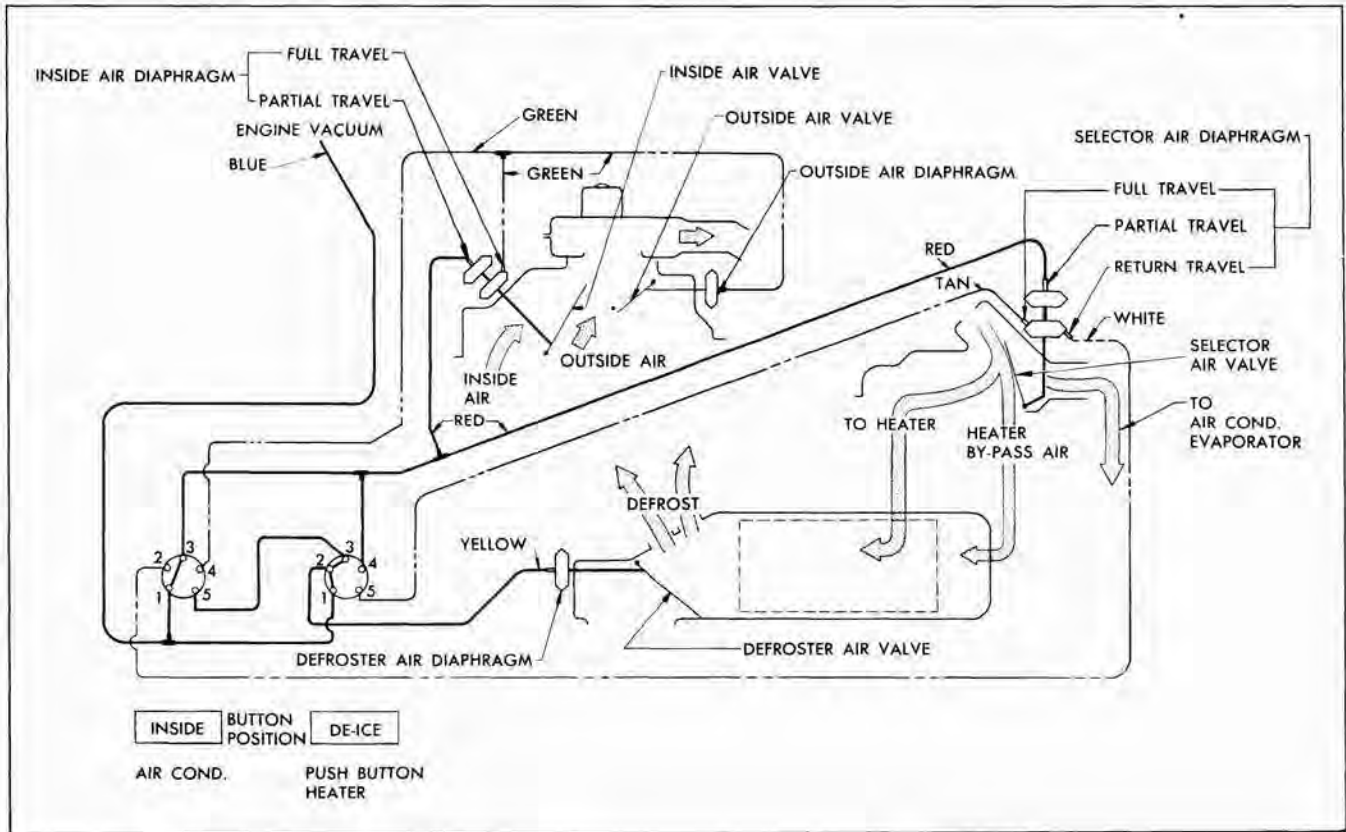 INSIDE AIR DIAPHRAGM
FULL TRAVEL
PARTIAL TRAVEL
ENGINE VACUUM
BLUE
GREEN
GREEN
INSIDE AIR VALVE
OUTSIDE AIR VALVE
OUTSIDE AIR DIAPHRAGM
SELECTOR AIR DIAPHRAGM
FULL TRAVEL
PARTIAL TRAVEL
RETURN TRAVEL
RED
TAN
WHITE
SELECTOR
AIR VALVE
INSIDE
AIR
OUTSIDE AIR
RED
TO HEATER
HEATER
BY-PASS AIR
TO
AIR COND.
EVAPORATOR
DEFROST
YELLOW
2 3 4
1 5
2 3 4
1 5
DEFROSTER AIR DIAPHRAGM
DEFROSTER AIR VALVE
INSIDE BUTTON POSITION DE-ICE
AIR COND.
PUSH BUTTON
HEATER